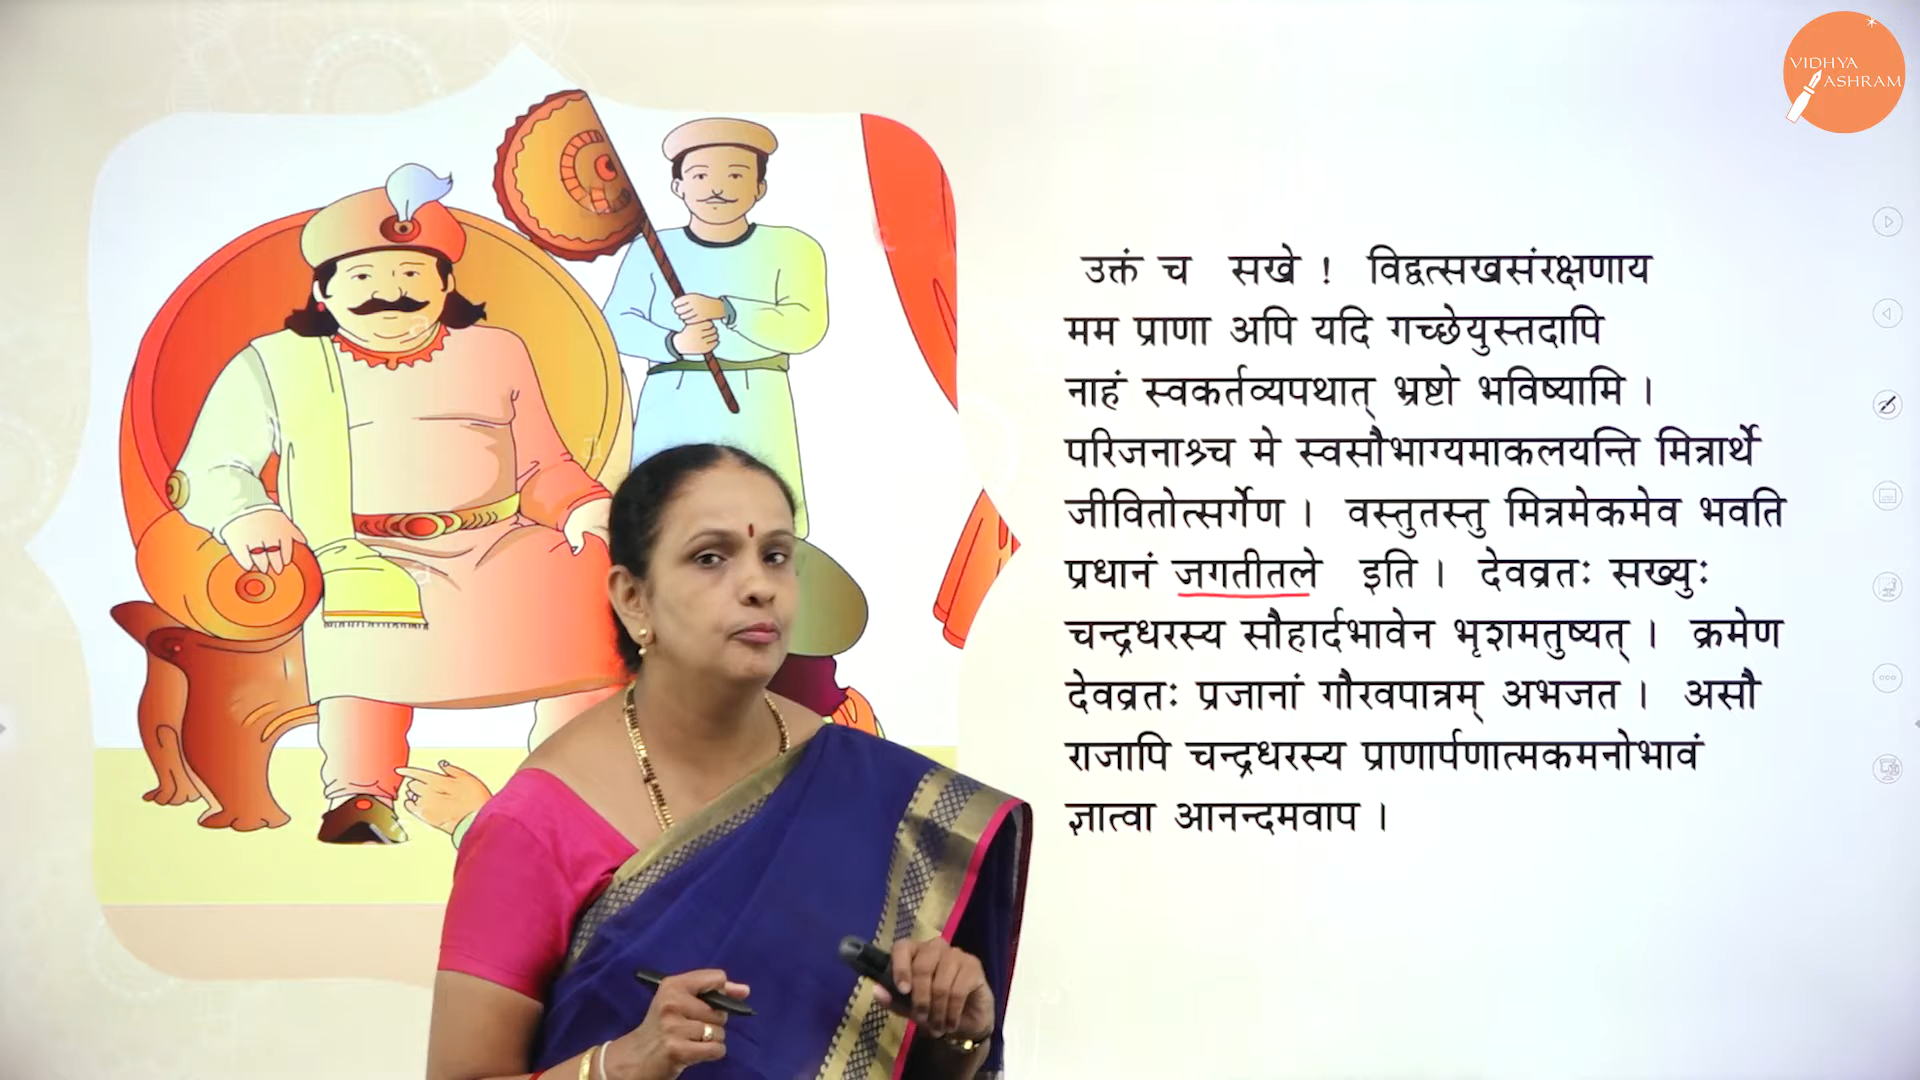 VIDHYA
ASHRAM
उक्तं च सखे ! विद्वत्सखसंरक्षणाय
मम प्राणा अपि यदि गच्छेयुस्तदापि
नाहं स्वकर्तव्यपथात् भ्रष्टो भविष्यामि ।
परिजनाश्र्च मे स्वसौभाग्यमाकलयन्ति मित्रार्थे
जीवितोत्सर्गेण । वस्तुतस्तु मित्रमेकमेव भवति
प्रधानं जगतीतले इति । देवव्रतः सख्युः
चन्द्रधरस्य सौहार्दभावेन भृशमतुष्यत् । क्रमेण
देवव्रतः प्रजानां गौरवपात्रम् अभजत । असौ
राजापि चन्द्रधरस्य प्राणार्पणात्मकमनोभावं
ज्ञात्वा आनन्दमवाप ।